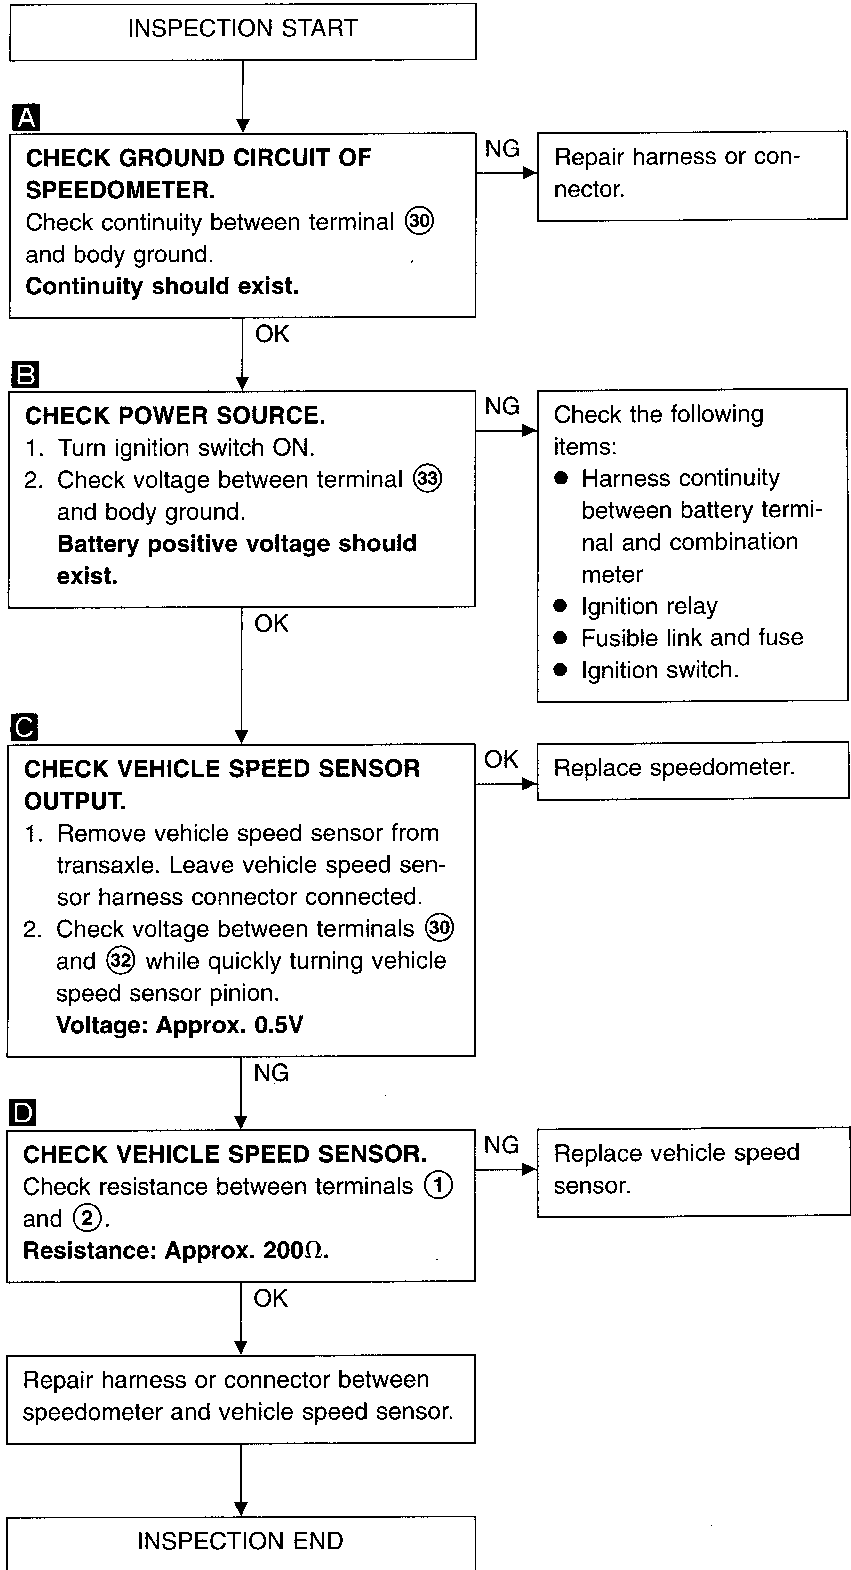 INSPECTION START
A
CHECK GROUND CIRCUIT OF
SPEEDOMETER.
Check continuity between terminal 30
and body ground.
Continuity should exist.
NG
Repair harness or con-
nector.
OK
B
CHECK POWER SOURCE.
1. Turn ignition switch ON.
2. Check voltage between terminal 33
and body ground.
Battery positive voltage should
exist.
NG
Check the following
items:
● Harness continuity
between battery termi-
nal and combination
meter
● Ignition relay
● Fusible link and fuse
● Ignition switch.
OK
C
CHECK VEHICLE SPEED SENSOR
OUTPUT.
1. Remove vehicle speed sensor from
transaxle. Leave vehicle speed sen-
sor harness connector connected.
2. Check voltage between terminals 30
and 32 while quickly turning vehicle
speed sensor pinion.
Voltage: Approx. 0.5V
OK
Replace speedometer.
NG
D
CHECK VEHICLE SPEED SENSOR.
Check resistance between terminals 1
and 2.
Resistance: Approx. 200Ω.
NG
Replace vehicle speed
sensor.
OK
Repair harness or connector between
speedometer and vehicle speed sensor.
INSPECTION END